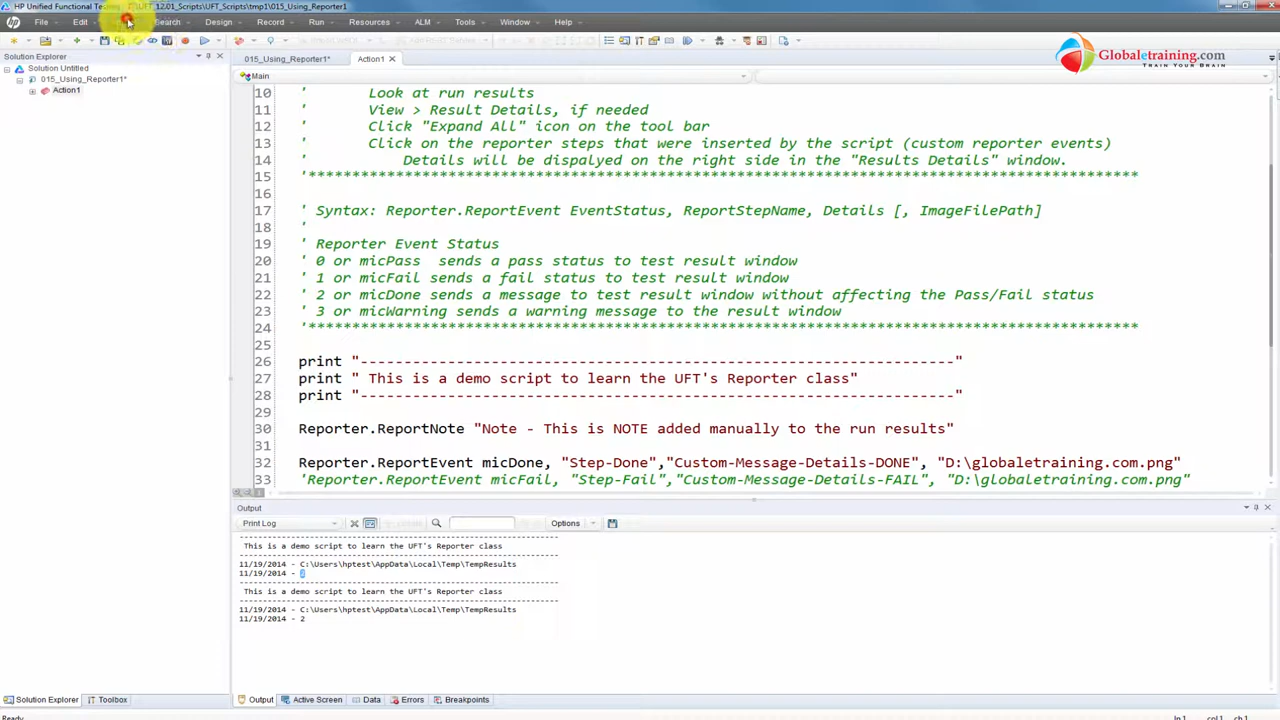 HP Unified Functional Testing - Z:\UFT_12.01_Scripts\UFT_Scripts\tmp1\015_Using_Reporter1
File Edit Search Design Record Run Resources ALM Tools Window Help
Globaletraining.com
TRAIN YOUR BRAIN
Solution Explorer
015_Using_Reporter1* Action1
Solution Untitled
015_Using_Reporter1*
Action1
Main
10 ' Look at run results
11 ' View > Result Details, if needed
12 ' Click "Expand All" icon on the tool bar
13 ' Click on the reporter steps that were inserted by the script (custom reporter events)
14 ' Details will be dispalyed on the right side in the "Results Details" window.
15 '***********************************************************************************************
16
17 ' Syntax: Reporter.ReportEvent EventStatus, ReportStepName, Details [, ImageFilePath]
18 '
19 ' Reporter Event Status
20 ' 0 or micPass  sends a pass status to test result window
21 ' 1 or micFail sends a fail status to test result window
22 ' 2 or micDone sends a message to test result window without affecting the Pass/Fail status
23 ' 3 or micWarning sends a warning message to the result window
24 '***********************************************************************************************
25
26 print "--------------------------------------------------------------------"
27 print " This is a demo script to learn the UFT's Reporter class"
28 print "--------------------------------------------------------------------"
29
30 Reporter.ReportNote "Note - This is NOTE added manually to the run results"
31
32 Reporter.ReportEvent micDone, "Step-Done","Custom-Message-Details-DONE", "D:\globaletraining.com.png"
33 'Reporter.ReportEvent micFail, "Step-Fail","Custom-Message-Details-FAIL", "D:\globaletraining.com.png"
Output
Print Log Options
--------------------------------------------------------------------
This is a demo script to learn the UFT's Reporter class
--------------------------------------------------------------------
11/19/2014 - C:\Users\hptest\AppData\Local\Temp\TempResults
11/19/2014 - 2
--------------------------------------------------------------------
This is a demo script to learn the UFT's Reporter class
--------------------------------------------------------------------
11/19/2014 - C:\Users\hptest\AppData\Local\Temp\TempResults
11/19/2014 - 2
Solution Explorer Toolbox Output Active Screen Data Errors Breakpoints
Ready ln 1 col 1 ch 1